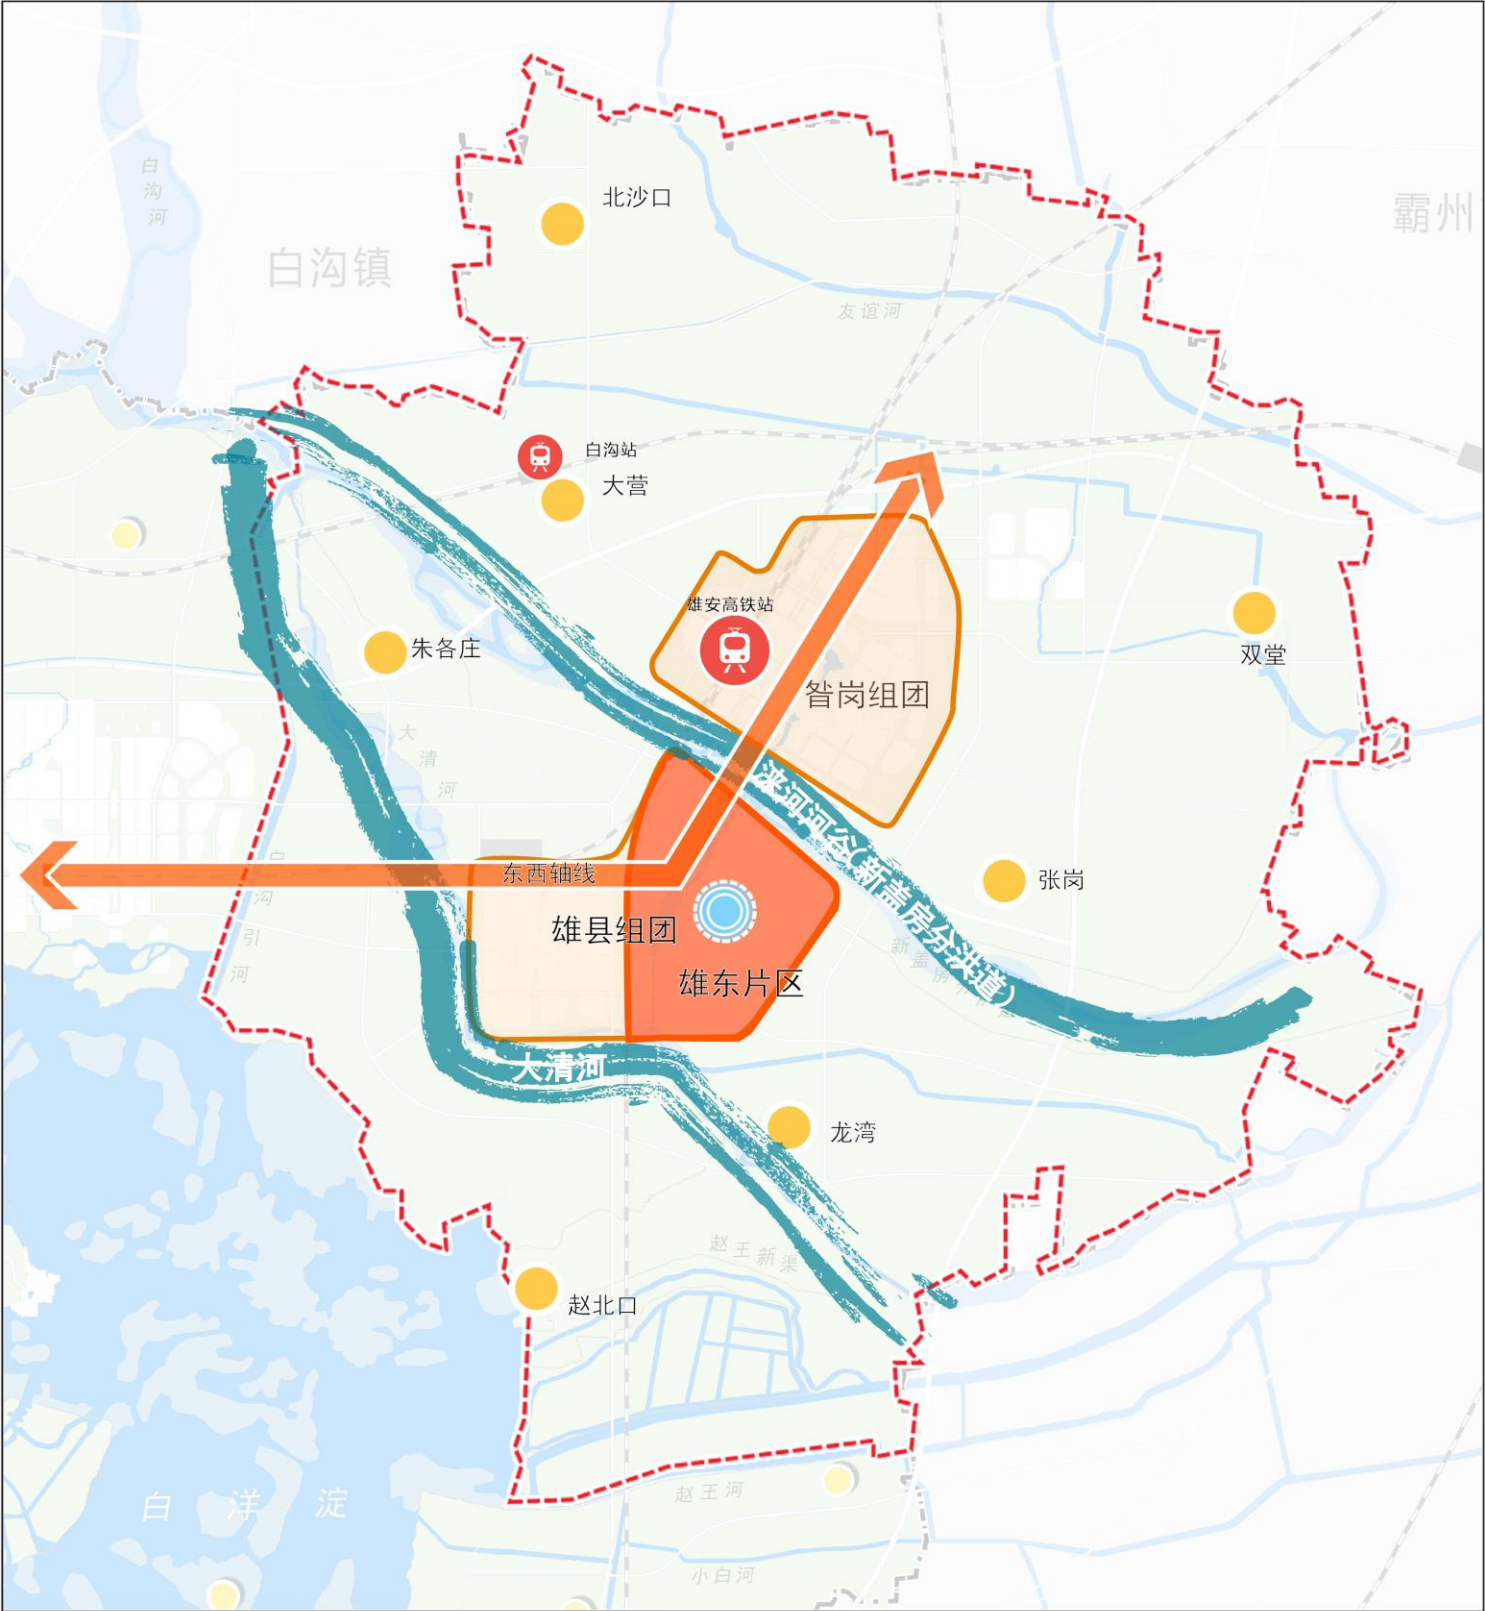 白沟河
北沙口
霸州
白沟镇
友谊河
白沟站
大营
雄安高铁站
朱各庄
双堂
昝岗组团
大清河
涞河河谷(新盖房分洪道)
白沟引河
东西轴线
张岗
雄县组团
雄东片区
新盖房
大清河
龙湾
赵王新渠
赵北口
白洋淀
赵王河
小白河